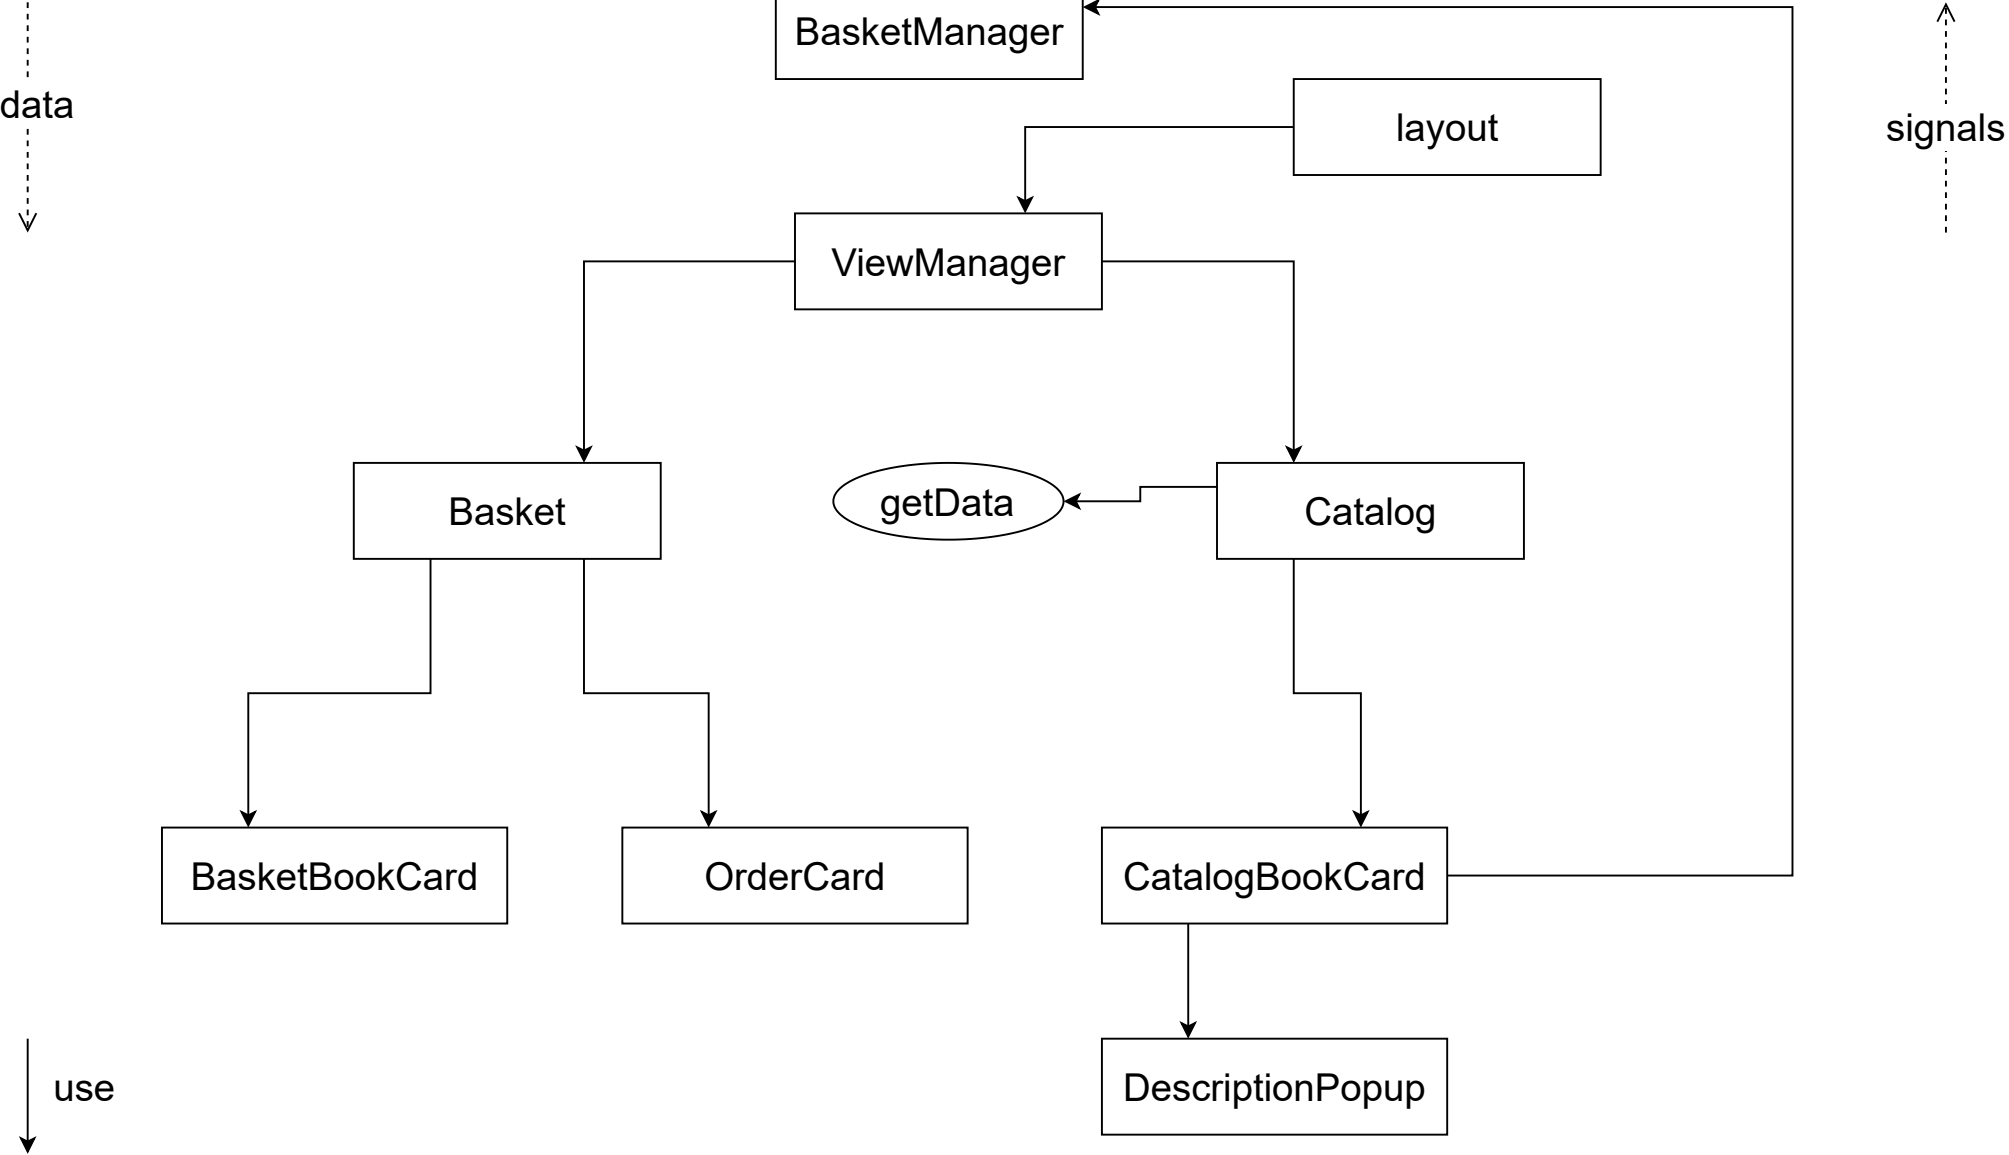 BasketManager
data
layout
signals
ViewManager
Basket
getData
Catalog
BasketBookCard
OrderCard
CatalogBookCard
use
DescriptionPopup